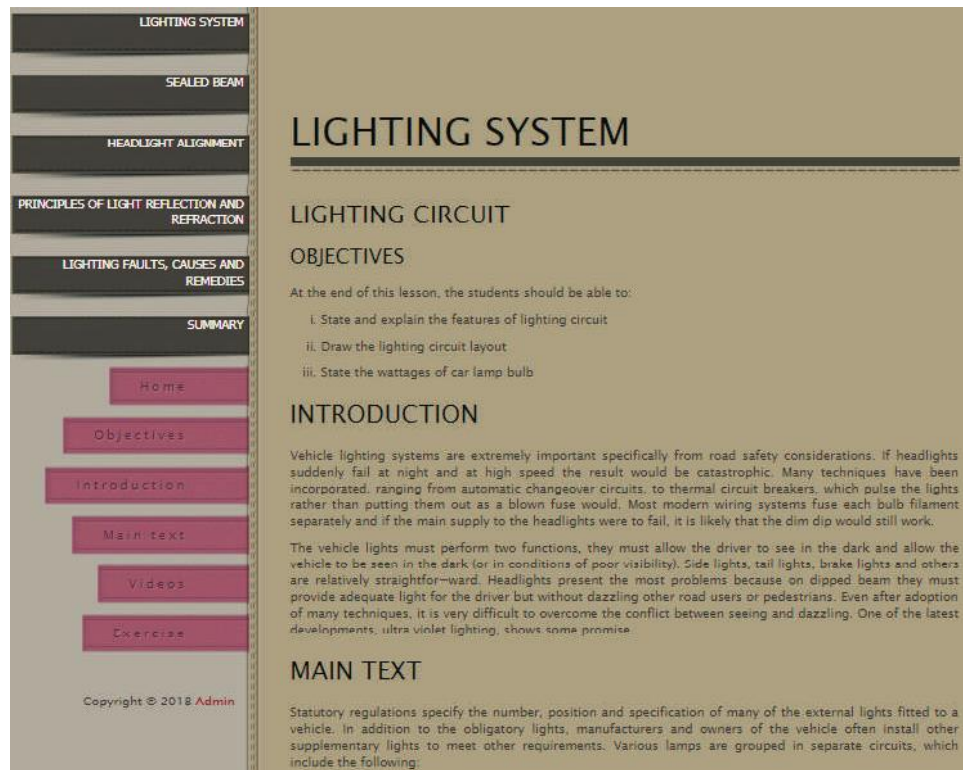 LIGHTING SYSTEM
SEALED BEAM
HEADLIGHT ALIGNMENT
PRINCIPLES OF LIGHT REFLECTION AND
REFRACTION
LIGHTING FAULTS, CAUSES AND
REMEDIES
SUMMARY
Home
Objectives
Introduction
Main text
Videos
Exercise
Copyright © 2018 Admin
LIGHTING SYSTEM
LIGHTING CIRCUIT
OBJECTIVES
At the end of this lesson, the students should be able to:
i. State and explain the features of lighting circuit
ii. Draw the lighting circuit layout
iii. State the wattages of car lamp bulb
INTRODUCTION
Vehicle lighting systems are extremely important specifically from road safety considerations. If headlights
suddenly fail at night and at high speed the result would be catastrophic. Many techniques have been
incorporated, ranging from automatic changeover circuits, to thermal circuit breakers, which pulse the lights
rather than putting them out as a blown fuse would. Most modern wiring systems fuse each bulb filament
separately and if the main supply to the headlights were to fail, it is likely that the dim dip would still work.
The vehicle lights must perform two functions, they must allow the driver to see in the dark and allow the
vehicle to be seen in the dark (or in conditions of poor visibility). Side lights, tail lights, brake lights and others
are relatively straightfor—ward. Headlights present the most problems because on dipped beam they must
provide adequate light for the driver but without dazzling other road users or pedestrians. Even after adoption
of many techniques, it is very difficult to overcome the conflict between seeing and dazzling. One of the latest
developments, ultra violet lighting, shows some promise
MAIN TEXT
Statutory regulations specify the number, position and specification of many of the external lights fitted to a
vehicle. In addition to the obligatory lights, manufacturers and owners of the vehicle often install other
supplementary lights to meet other requirements. Various lamps are grouped in separate circuits, which
include the following: